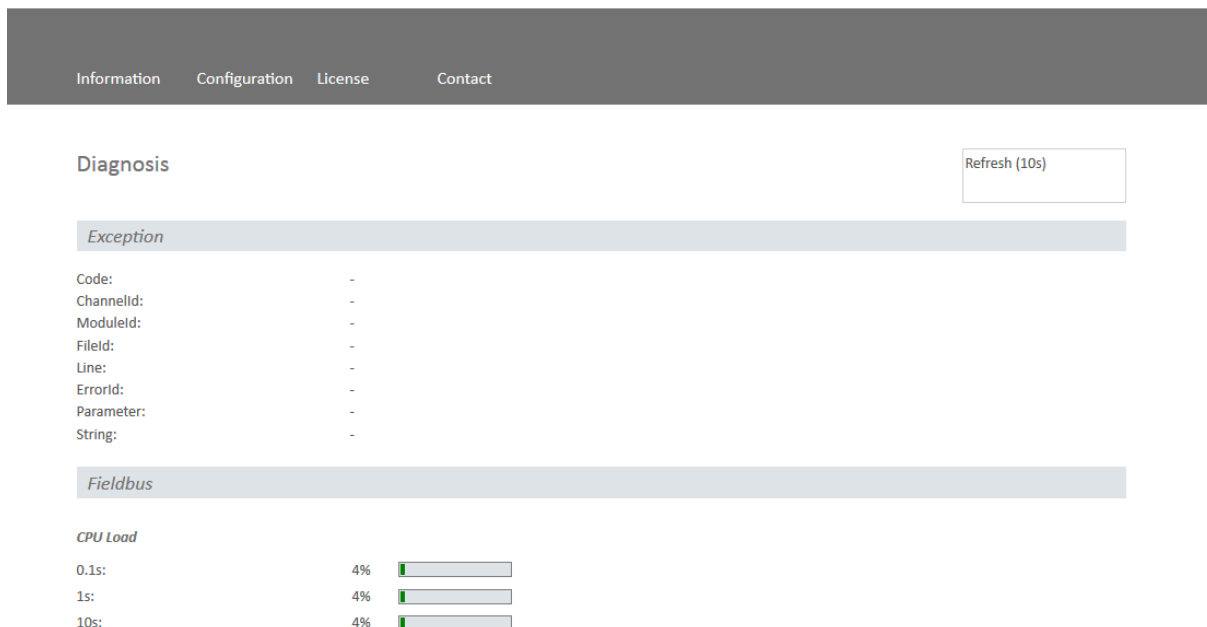 Information Configuration License Contact
Diagnosis
Refresh (10s)
Exception
Code: -
ChannelId: -
ModuleId: -
FileId: -
Line: -
ErrorId: -
Parameter: -
String: -
Fieldbus
CPU Load
0.1s: 4%
1s: 4%
10s: 4%